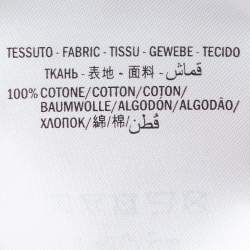 TESSUTO - FABRIC - TISSU - GEWEBE - TECIDO
ТКАНЬ - 表地 - 面料 - قماش
100% COTONE/COTTON/COTON/
BAUMWOLLE/ALGODÓN/ALGODÃO/
ХЛОПОК/綿/棉/قطن